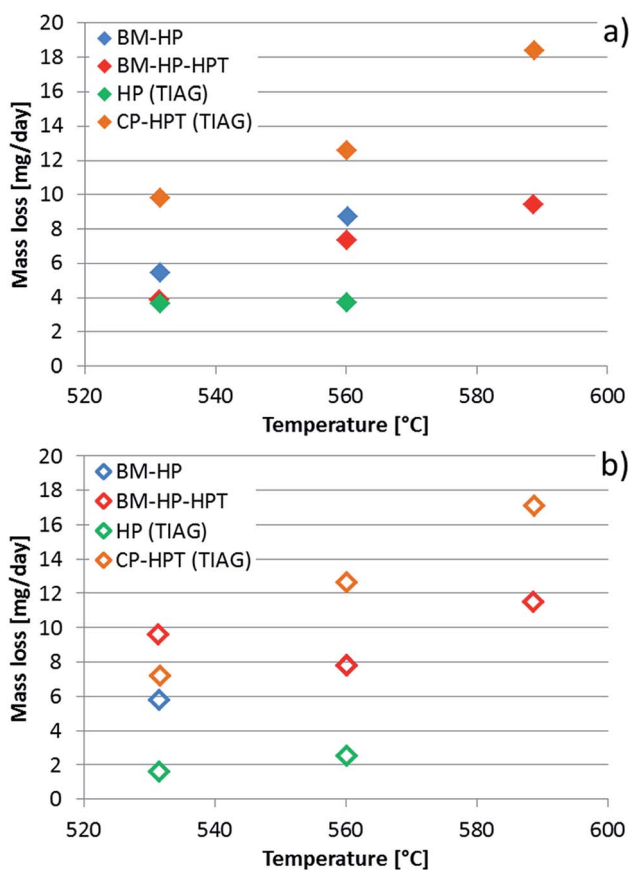 a)
20
18
16
14
12
10
8
6
4
2
0
Mass loss [mg/day]
BM-HP
BM-HP-HPT
HP (TIAG)
CP-HPT (TIAG)
520 540 560 580 600
Temperature [°C]
b)
20
18
16
14
12
10
8
6
4
2
0
Mass loss [mg/day]
BM-HP
BM-HP-HPT
HP (TIAG)
CP-HPT (TIAG)
520 540 560 580 600
Temperature [°C]